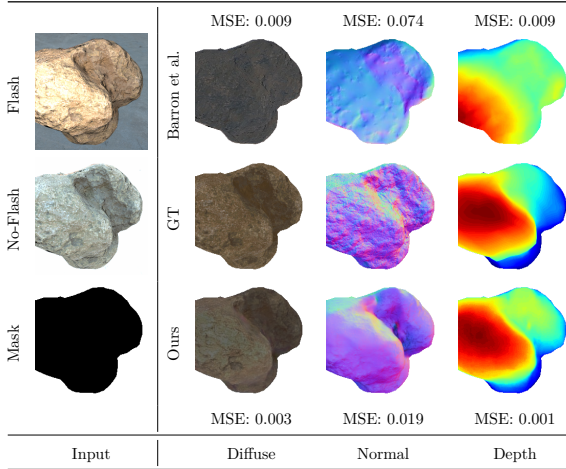 MSE: 0.009 MSE: 0.074 MSE: 0.009
Flash
Barron et al.
No-Flash
GT
Mask
Ours
MSE: 0.003 MSE: 0.019 MSE: 0.001
Input Diffuse Normal Depth